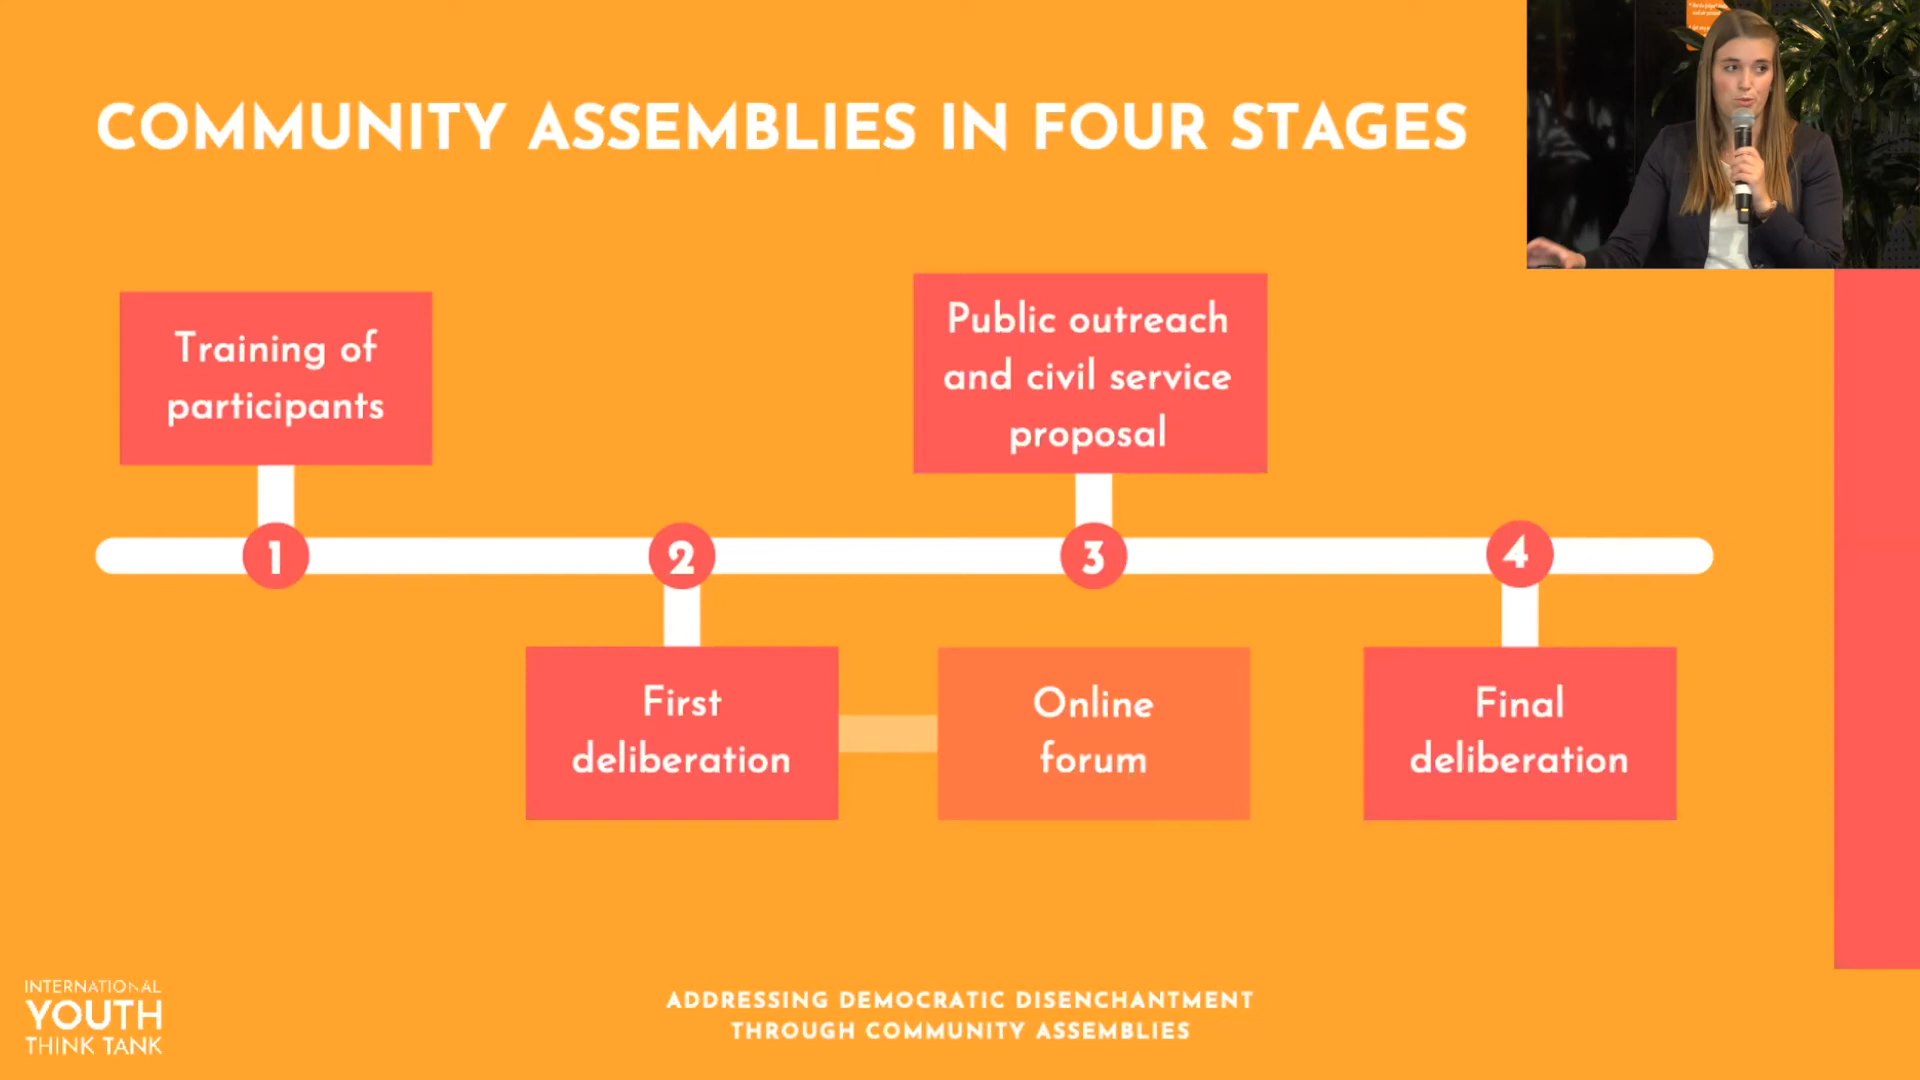 COMMUNITY ASSEMBLIES IN FOUR STAGES
Training of
participants
Public outreach
and civil service
proposal
1
2
3
4
First
deliberation
Online
forum
Final
deliberation
INTERNATIONAL
YOUTH
THINK TANK
ADDRESSING DEMOCRATIC DISENCHANTMENT
THROUGH COMMUNITY ASSEMBLIES